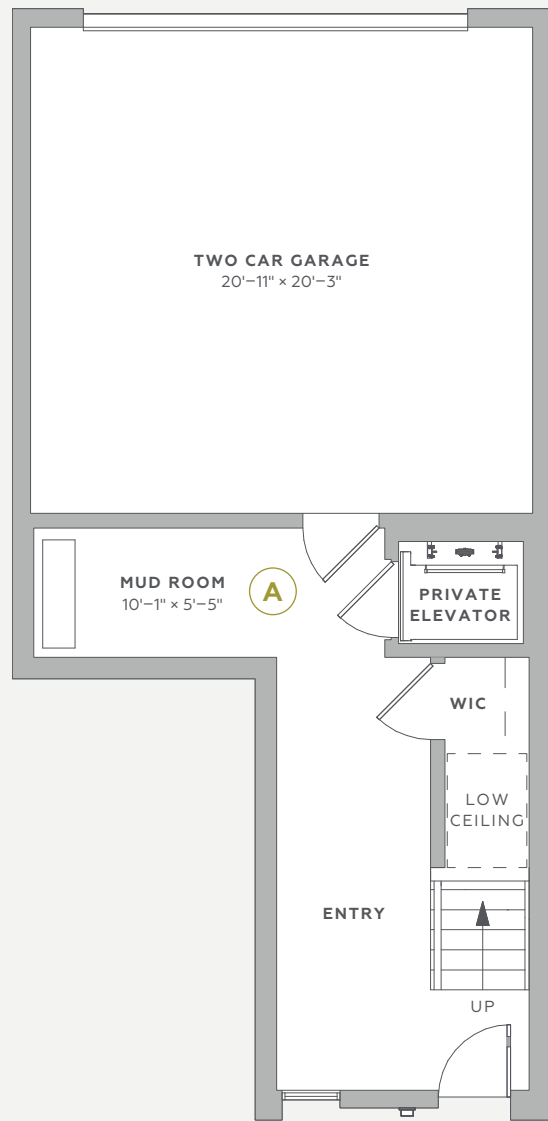 TWO CAR GARAGE
20'–11" × 20'–3"
MUD ROOM
10'–1" × 5'–5"
A
PRIVATE
ELEVATOR
WIC
LOW
CEILING
ENTRY
UP